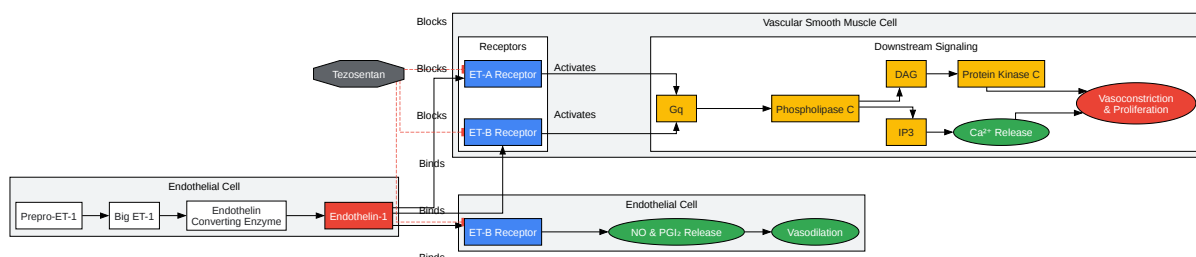 Blocks
Vascular Smooth Muscle Cell
Receptors
Downstream Signaling
Tezosentan
Blocks
ET-A Receptor
Activates
DAG
Protein Kinase C
Vasoconstriction
& Proliferation
Gq
Phospholipase C
Blocks
ET-B Receptor
Activates
IP3
Ca²⁺ Release
Binds
Endothelial Cell
Prepro-ET-1
Big ET-1
Endothelin
Converting Enzyme
Endothelin-1
Binds
Endothelial Cell
ET-B Receptor
NO & PGI₂ Release
Vasodilation
Binds